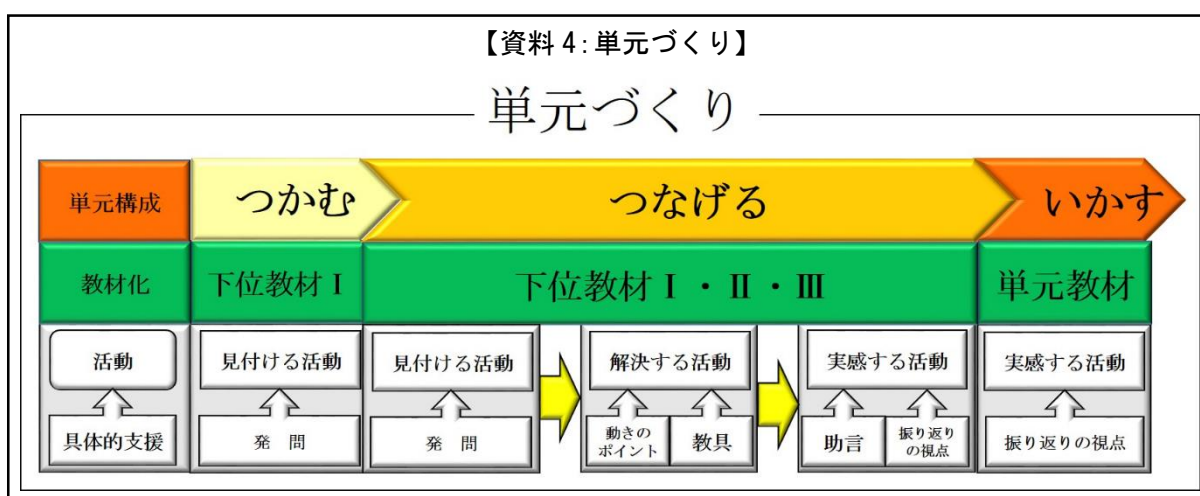 【資料4:単元づくり】
単元づくり
単元構成
つかむ
つなげる
いかす
教材化
下位教材Ⅰ
下位教材Ⅰ・Ⅱ・Ⅲ
単元教材
活動
見付ける活動
見付ける活動
解決する活動
実感する活動
実感する活動
具体的支援
発 問
発 問
動きの
ポイント
教具
助言
振り返り
の視点
振り返りの視点